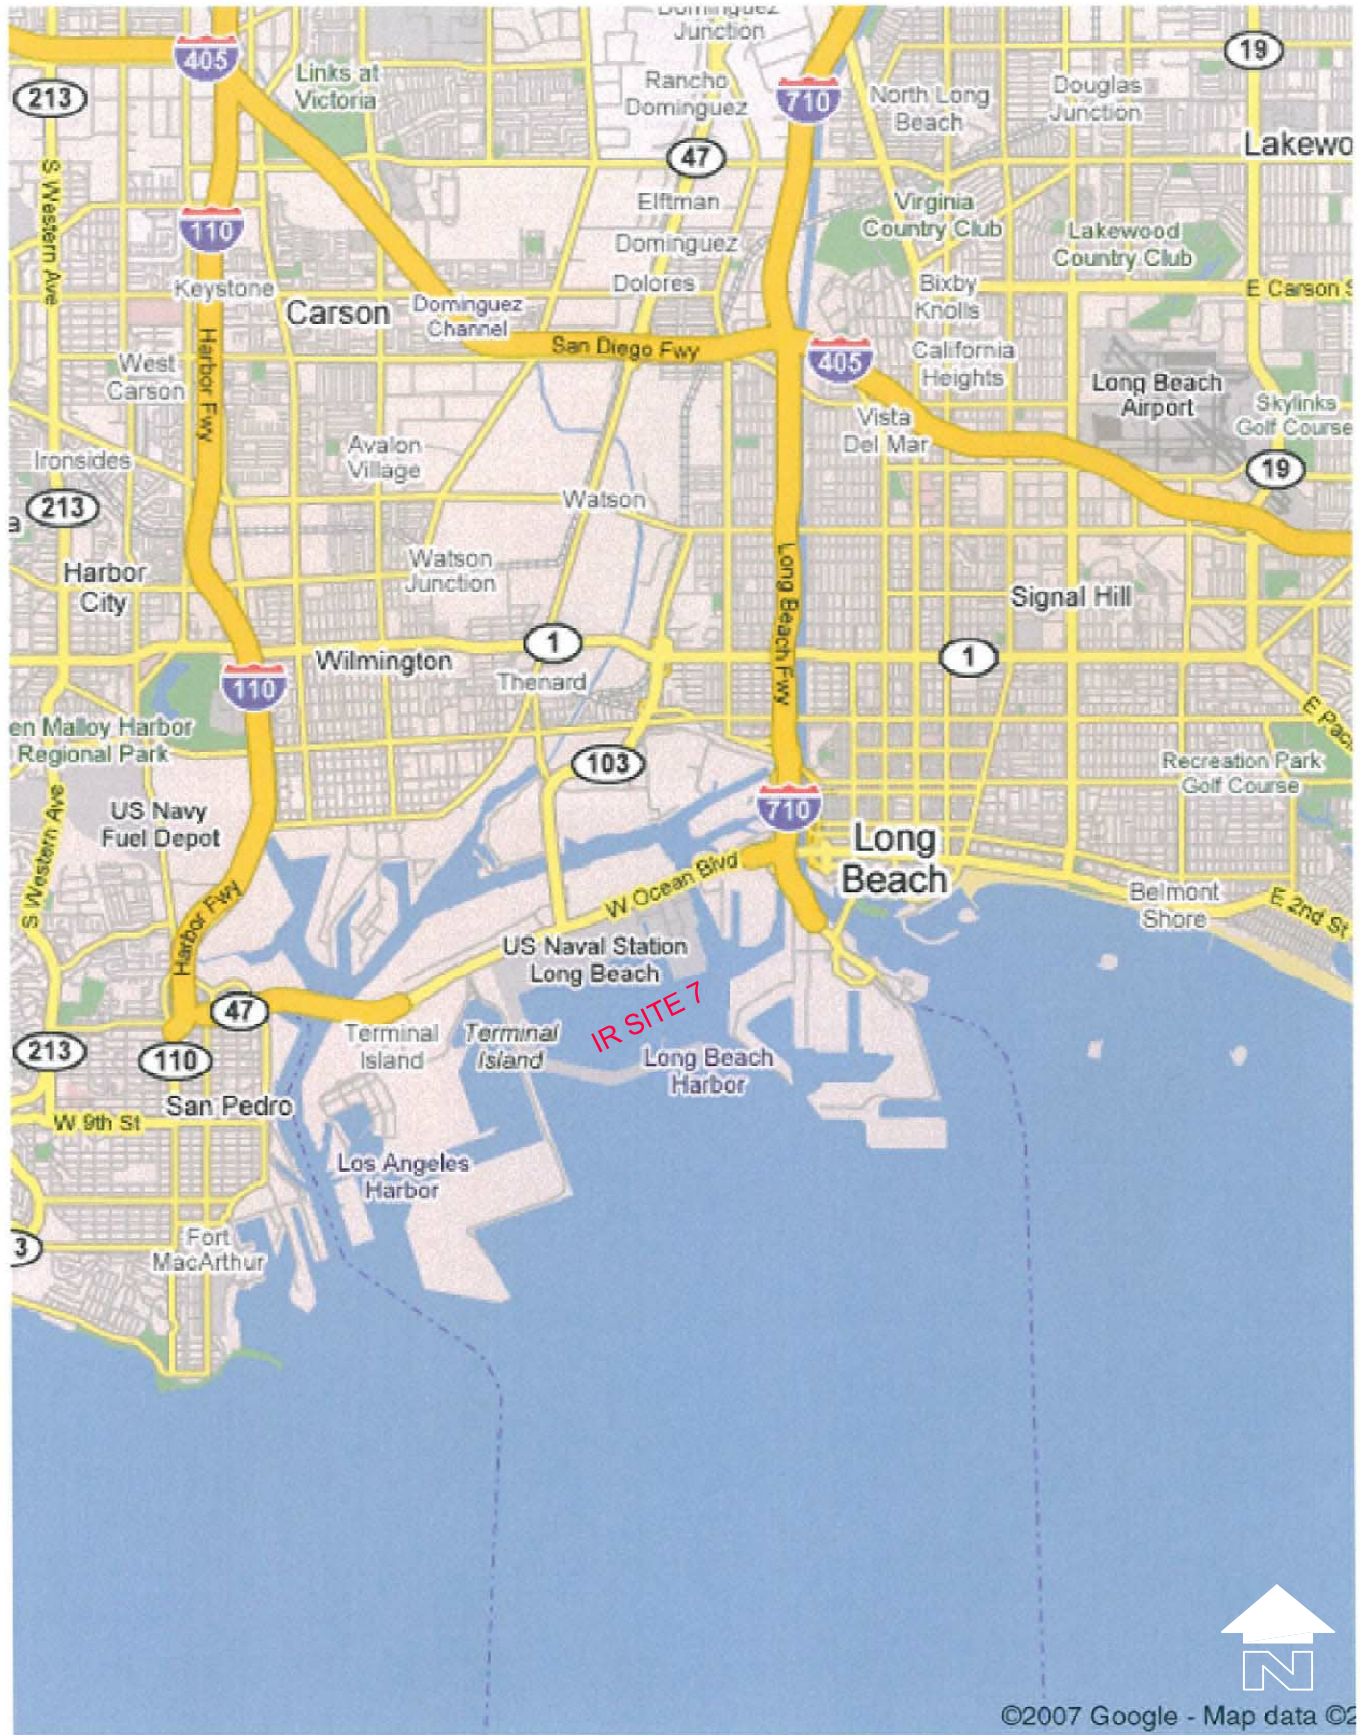 Dominguez
Junction
405
Links at
Victoria
213
Rancho
Dominguez
710
North Long
Beach
Douglas
Junction
19
47
Lakewo
S Western Ave
Elftman
Virginia
Country Club
110
Dominguez
Lakewood
Country Club
Keystone
Dolores
Bixby
Knolls
E Carson S
Carson
Dominguez
Channel
San Diego Fwy
405
California
Heights
Harbor Fwy
West
Carson
Long Beach
Airport
Skylinks
Golf Course
Vista
Del Mar
Avalon
Village
Ironsides
19
213
a
Watson
Watson
Junction
Harbor
City
Long Beach Fwy
Signal Hill
1
Wilmington
1
Thenard
110
en Malloy Harbor
Regional Park
E Paci
103
Recreation Park
Golf Course
US Navy
Fuel Depot
710
S Western Ave
Long
Beach
W Ocean Blvd
Harbor Fwy
Belmont
Shore
E 2nd St
US Naval Station
Long Beach
47
IR SITE 7
Terminal
Island
Terminal
Island
213
110
Long Beach
Harbor
San Pedro
W 9th St
Los Angeles
Harbor
3
Fort
MacArthur
N
©2007 Google - Map data ©2